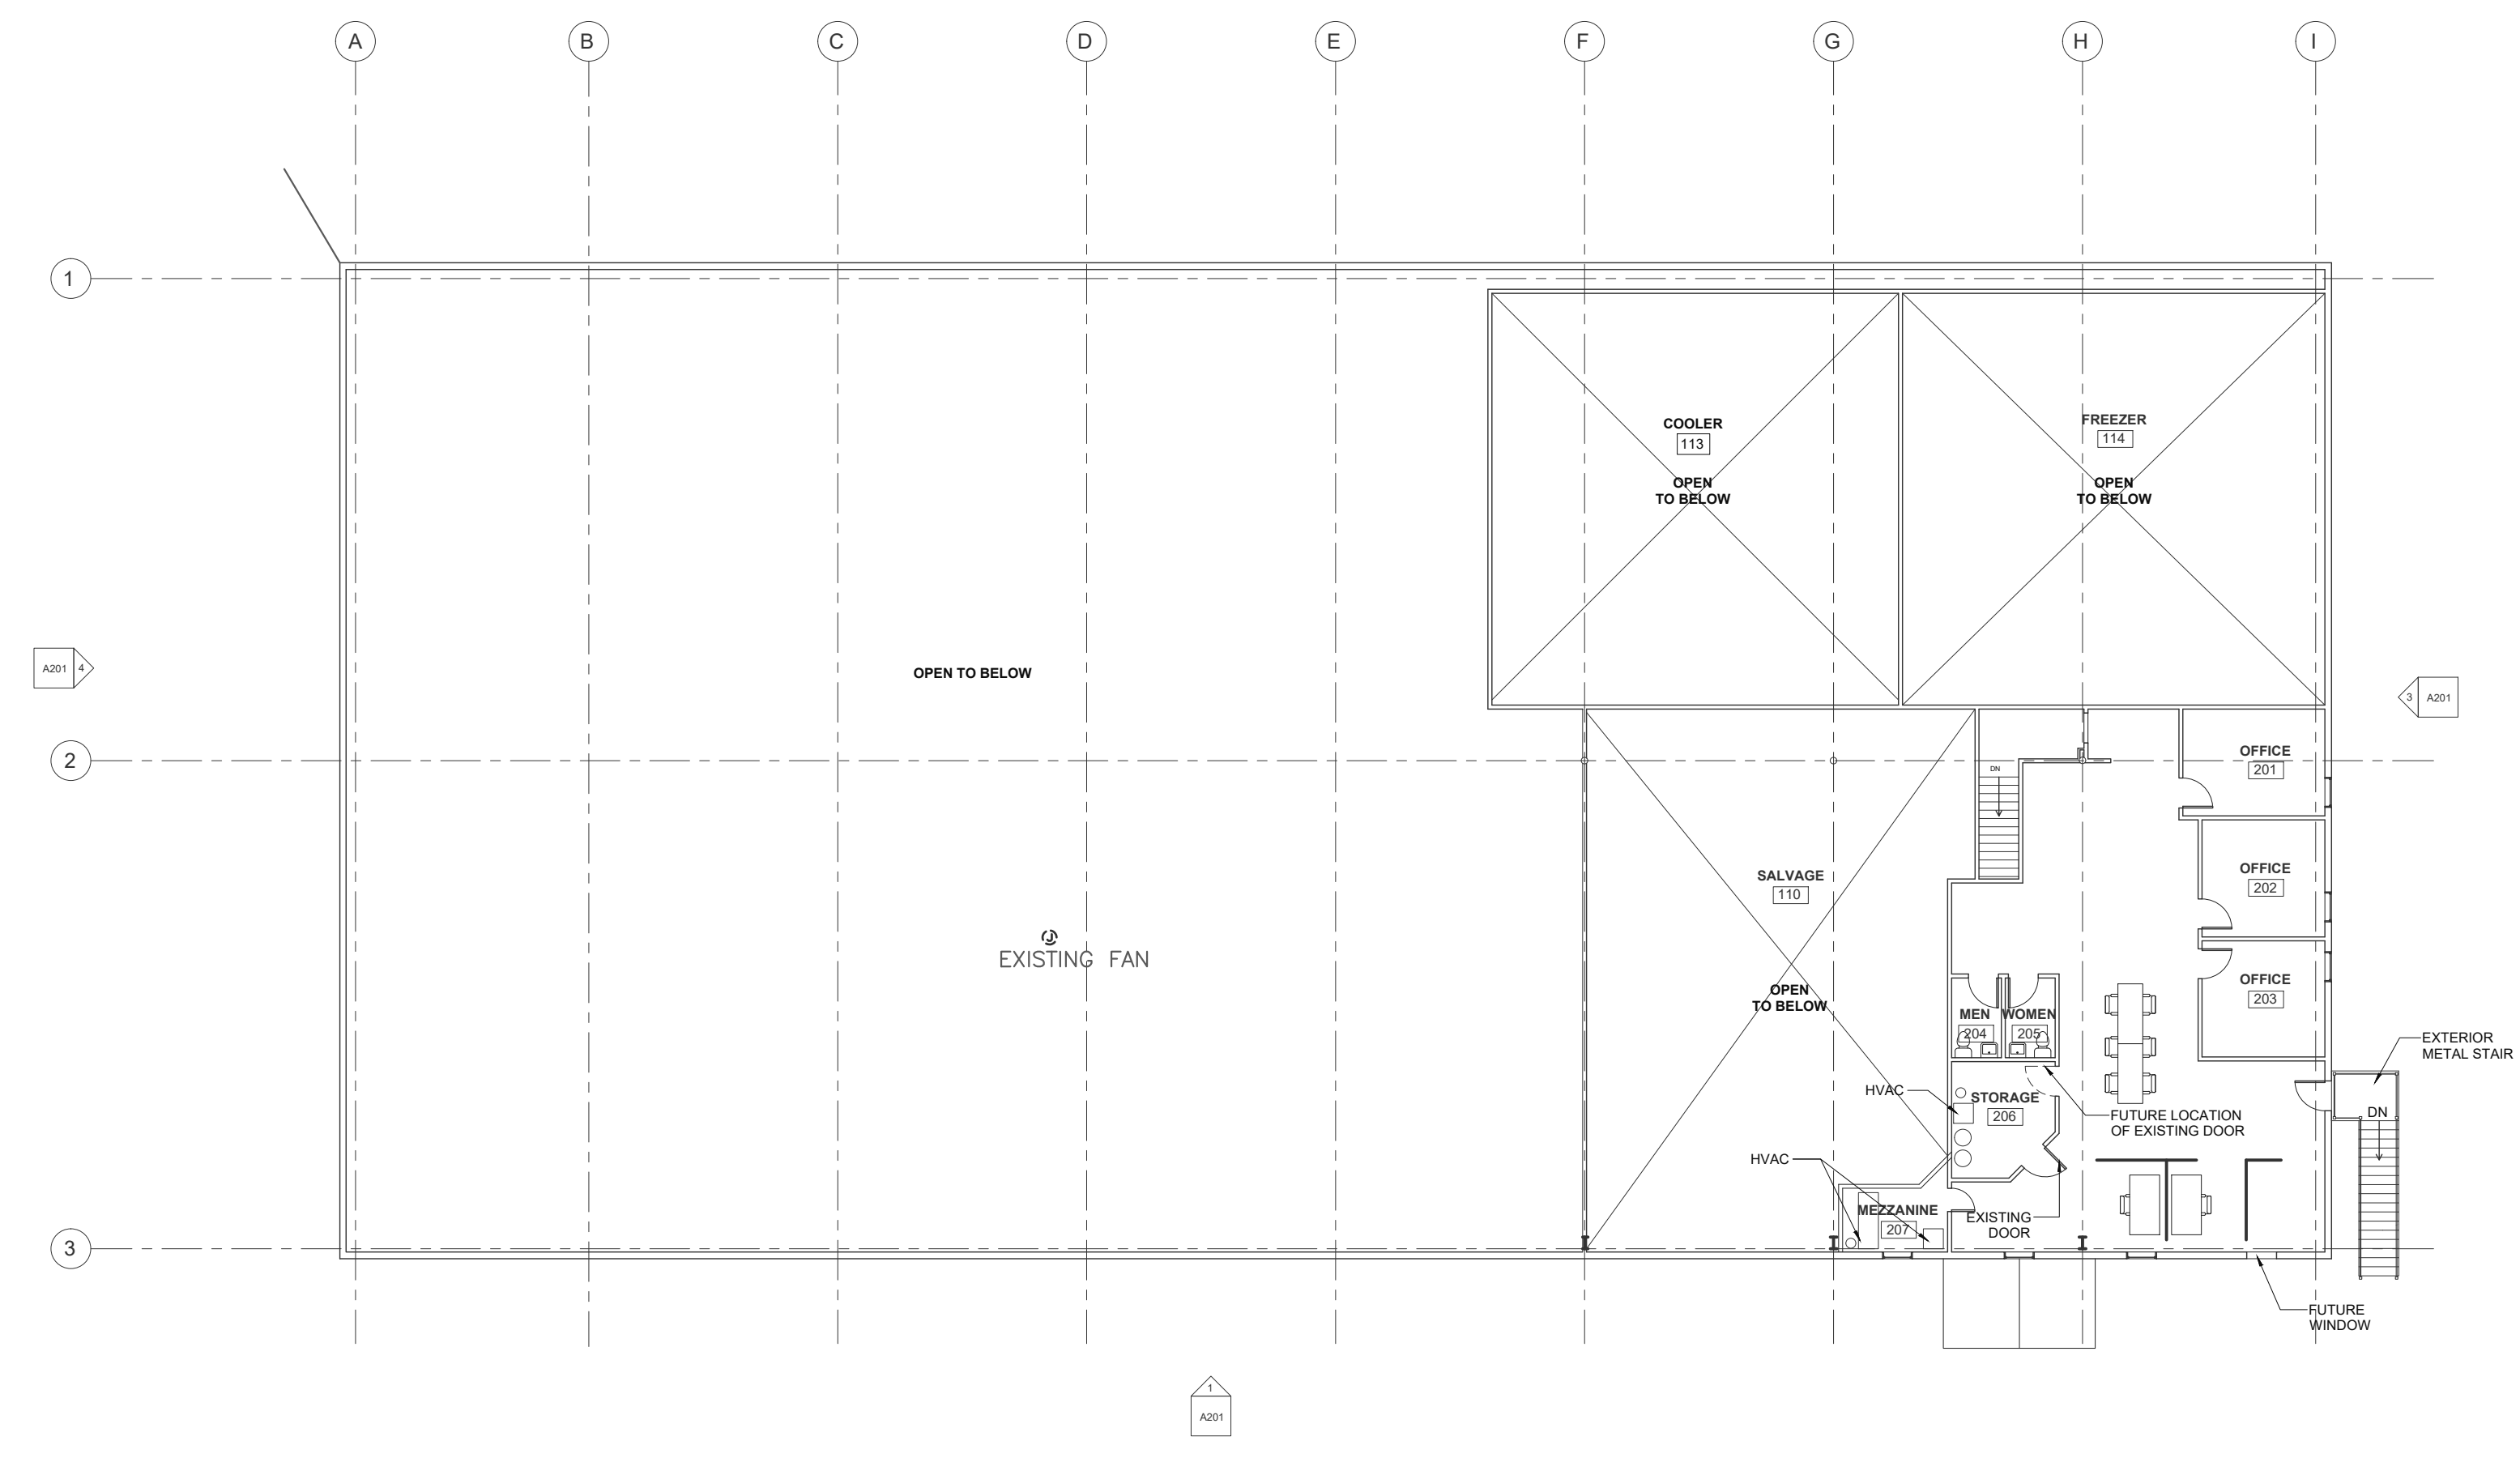 A
B
C
D
E
F
G
H
I
1
COOLER
113
FREEZER
114
OPEN
TO BELOW
OPEN
TO BELOW
A201 4
OPEN TO BELOW
3 A201
2
DN
OFFICE
201
SALVAGE
110
OFFICE
202
EXISTING FAN
OPEN
TO BELOW
OFFICE
203
MEN
204
WOMEN
205
EXTERIOR
METAL STAIR
HVAC
STORAGE
206
FUTURE LOCATION
OF EXISTING DOOR
DN
HVAC
MEZZANINE
207
EXISTING
DOOR
3
FUTURE
WINDOW
1
A201